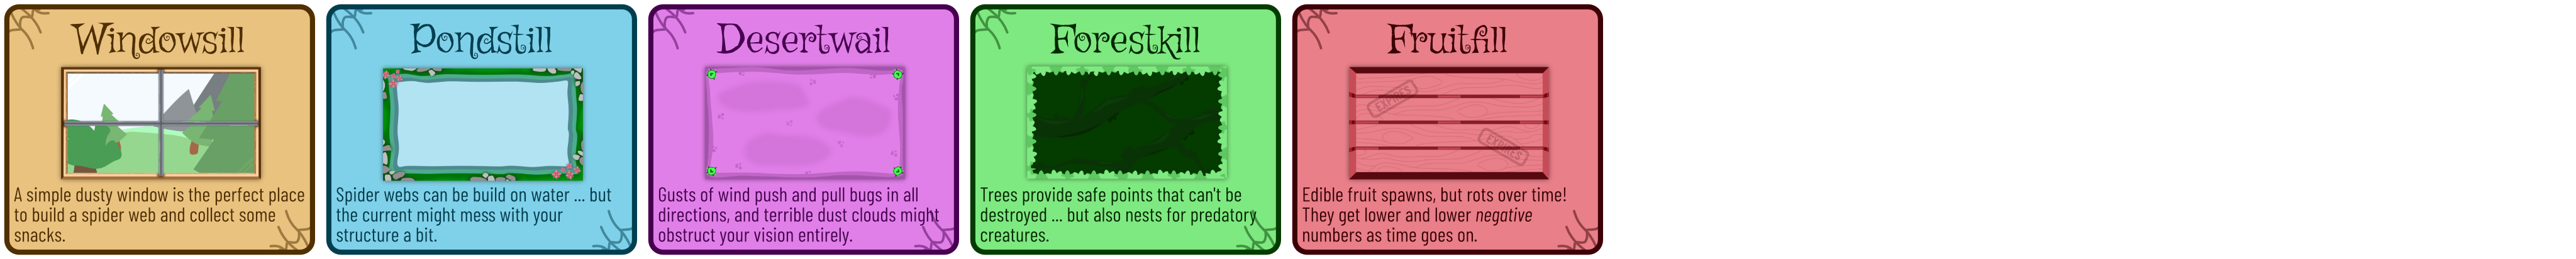 Windowsill
A simple dusty window is the perfect place
to build a spider web and collect some
snacks.
Pondstill
Spider webs can be build on water ... but
the current might mess with your
structure a bit.
Desertwail
Gusts of wind push and pull bugs in all
directions, and terrible dust clouds might
obstruct your vision entirely.
Forestkill
Trees provide safe points that can't be
destroyed ... but also nests for predatory
creatures.
Fruitfill
EXPIRES
EXPIRES
Edible fruit spawns, but rots over time!
They get lower and lower negative
numbers as time goes on.